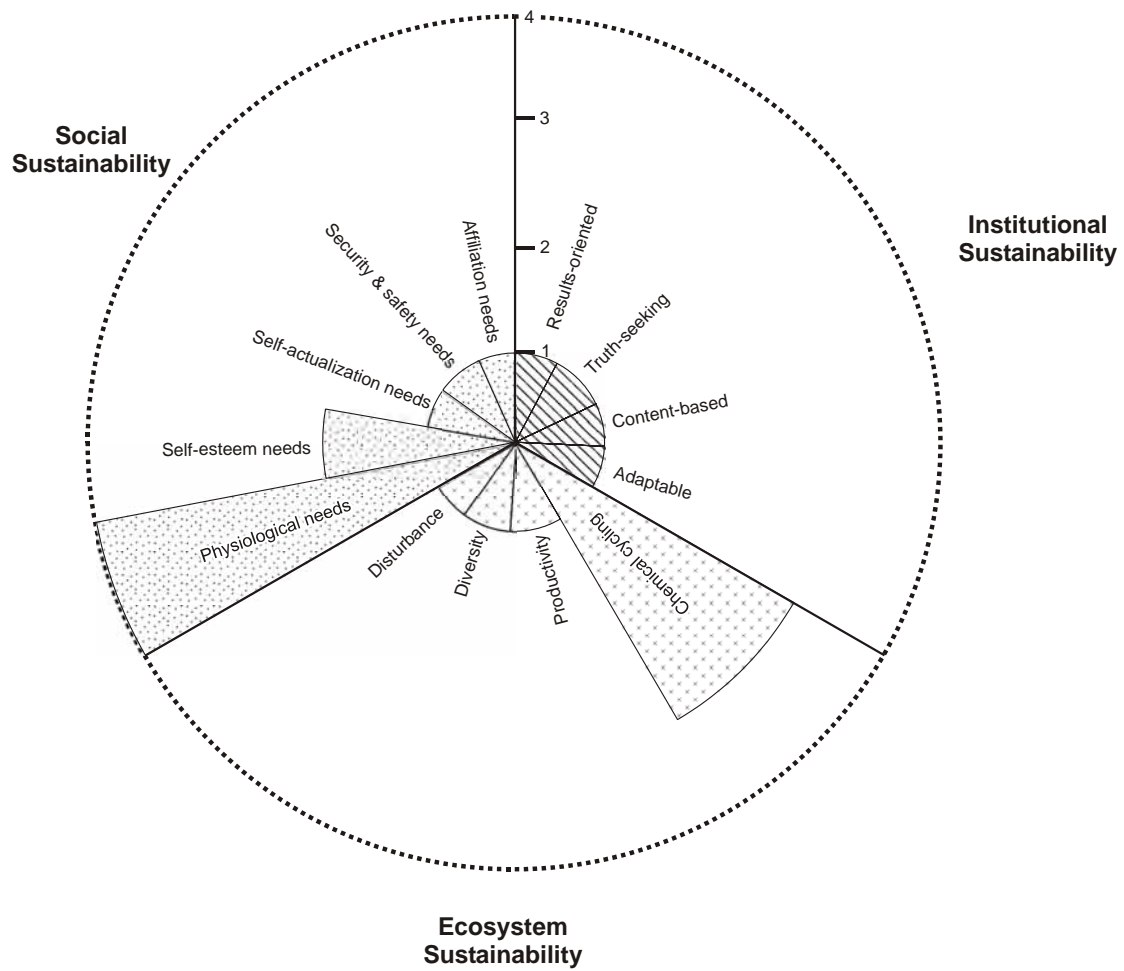 4
3
2
1
Social
Sustainability
Institutional
Sustainability
Results-oriented
Truth-seeking
Content-based
Adaptable
Affiliation needs
Security & safety needs
Self-actualization needs
Self-esteem needs
Physiological needs
Disturbance
Diversity
Productivity
Chemical cycling
Ecosystem
Sustainability